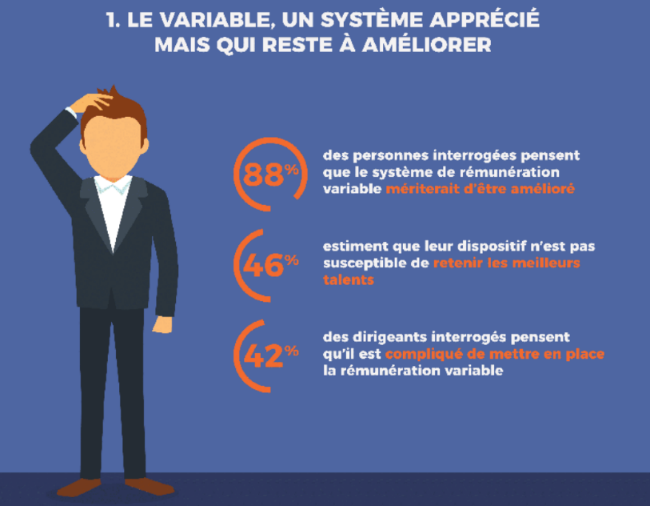 1. LE VARIABLE, UN SYSTÈME APPRÉCIÉ
MAIS QUI RESTE À AMÉLIORER
88%
des personnes interrogées pensent
que le système de rémunération
variable mériterait d'être amélioré
46%
estiment que leur dispositif n'est pas
susceptible de retenir les meilleurs
talents
42%
des dirigeants interrogés pensent
qu'il est compliqué de mettre en place
la rémunération variable